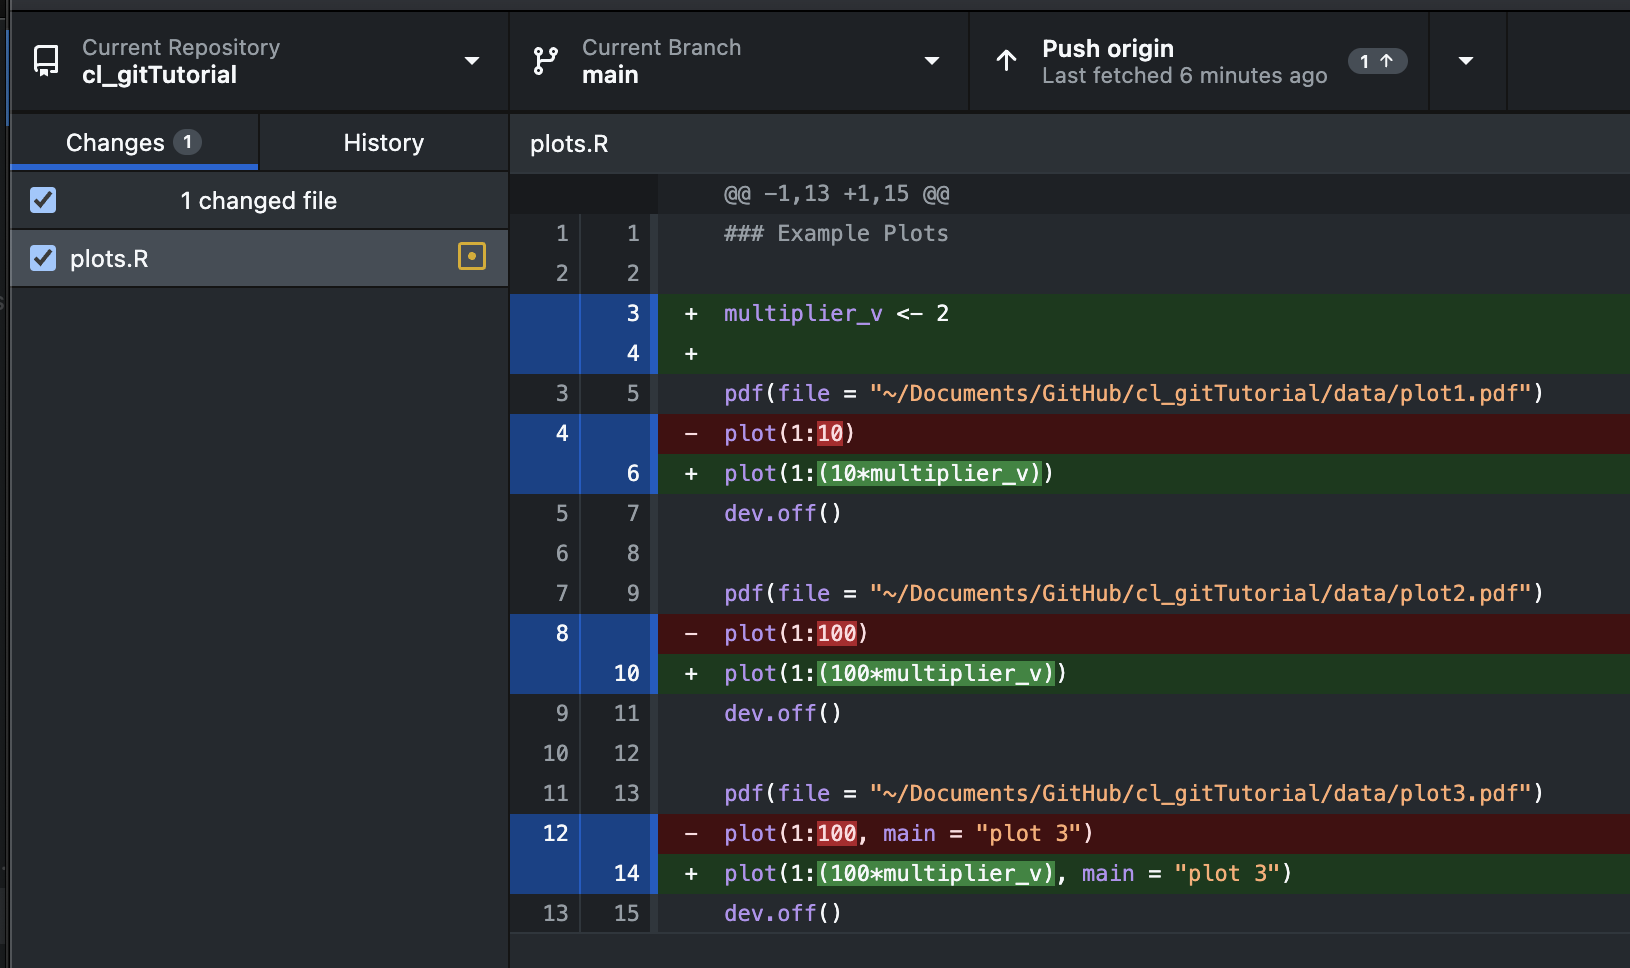 Current Repository
cl_gitTutorial
Current Branch
main
Push origin
Last fetched 6 minutes ago
1 ↑
Changes 1
History
1 changed file
plots.R
plots.R
@@ -1,13 +1,15 @@
1 1 ### Example Plots
2 2
3 + multiplier_v <- 2
4 +
3 5 pdf(file = "~/Documents/GitHub/cl_gitTutorial/data/plot1.pdf")
4 - plot(1:10)
6 + plot(1:(10*multiplier_v))
5 7 dev.off()
6 8
7 9 pdf(file = "~/Documents/GitHub/cl_gitTutorial/data/plot2.pdf")
8 - plot(1:100)
10 + plot(1:(100*multiplier_v))
9 11 dev.off()
10 12
11 13 pdf(file = "~/Documents/GitHub/cl_gitTutorial/data/plot3.pdf")
12 - plot(1:100, main = "plot 3")
14 + plot(1:(100*multiplier_v), main = "plot 3")
13 15 dev.off()